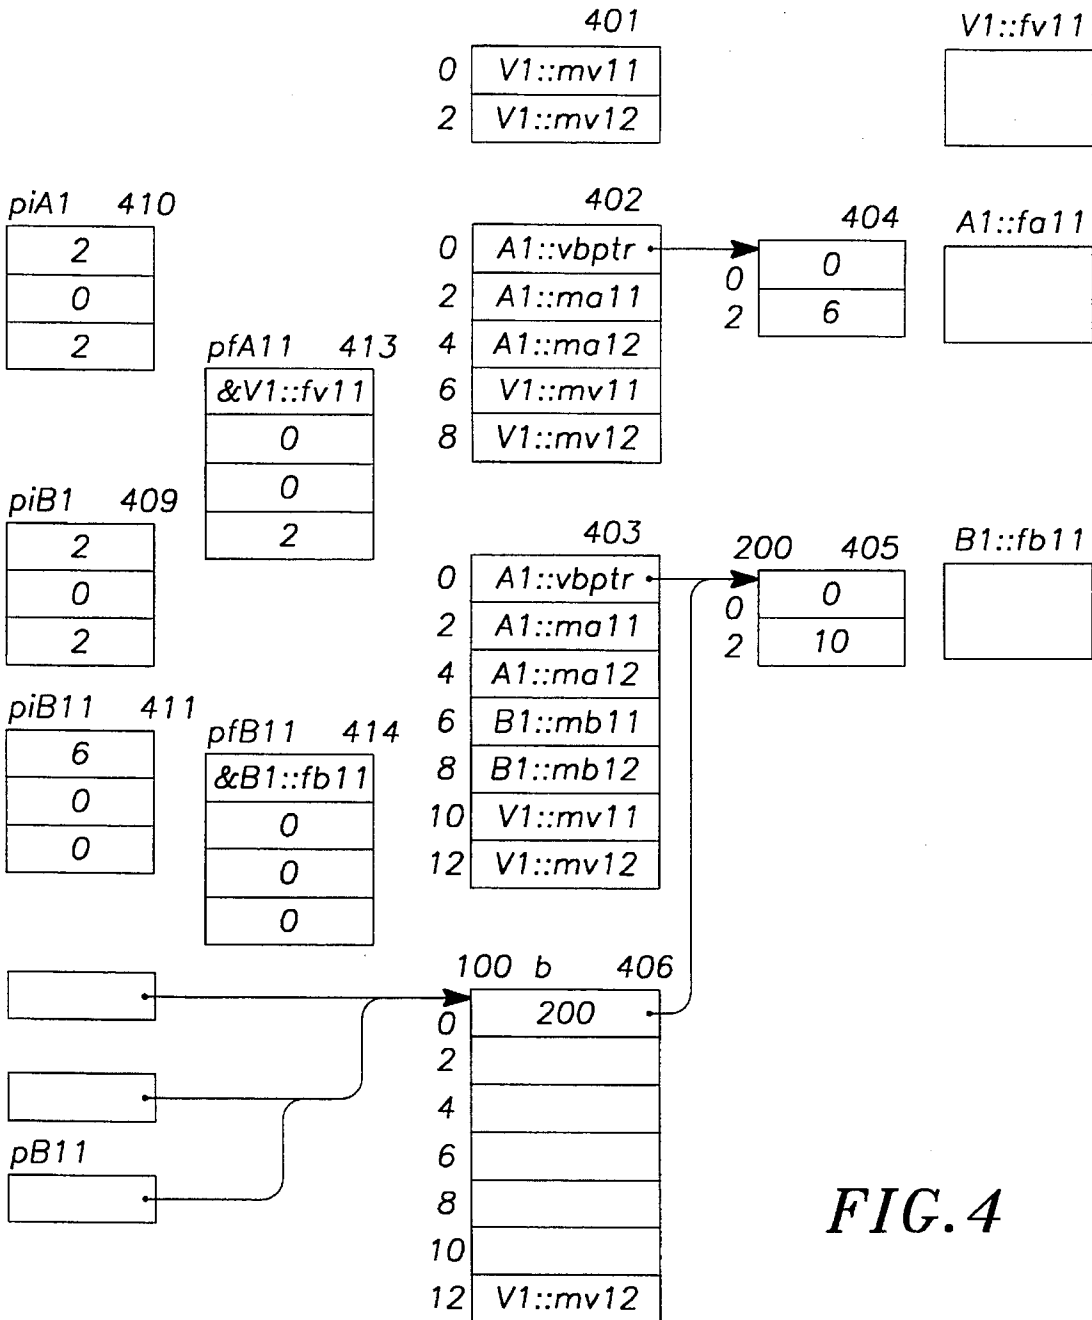 401
V1::fv11
0 V1::mv11
2 V1::mv12
piA1 410
2
0
2
402
0 A1::vbptr
2 A1::ma11
4 A1::ma12
6 V1::mv11
8 V1::mv12
404
0 0
2 6
A1::fa11
pfA11 413
&V1::fv11
0
0
2
piB1 409
2
0
2
403
0 A1::vbptr
2 A1::ma11
4 A1::ma12
6 B1::mb11
8 B1::mb12
10 V1::mv11
12 V1::mv12
200 405
0 0
2 10
B1::fb11
piB11 411
6
0
0
pfB11 414
&B1::fb11
0
0
0
100 b 406
0 200
2
4
6
8
10
12 V1::mv12
pB11
FIG. 4